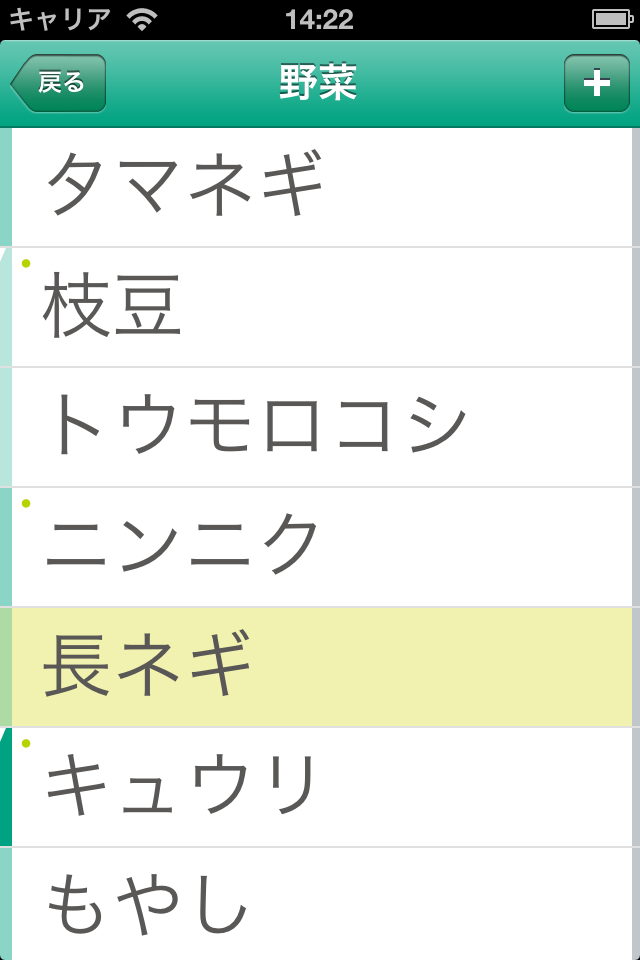 キャリア 14:22
戻る 野菜 +
タマネギ
枝豆
トウモロコシ
ニンニク
長ネギ
キュウリ
もやし